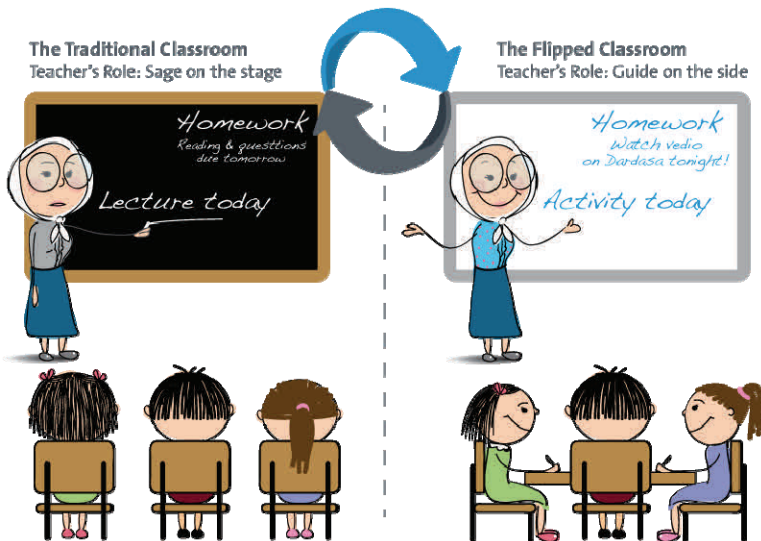 The Traditional Classroom
Teacher's Role: Sage on the stage
Homework
Reading & questtions
due tomorrow
Lecture today
The Flipped Classroom
Teacher's Role: Guide on the side
Homework
Watch vedio
on Dardasa tonight!
Activity today